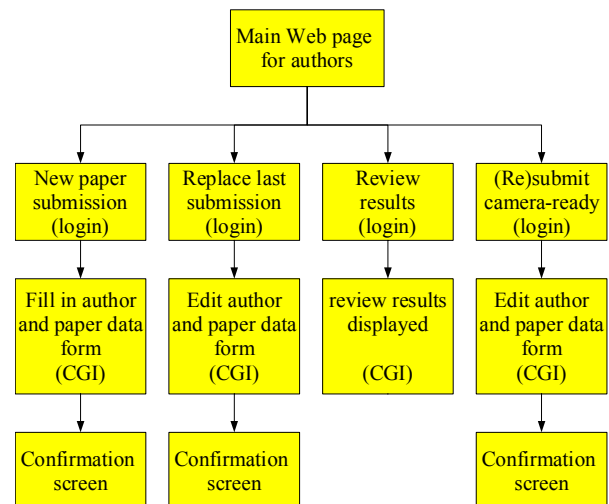 Main Web page
for authors
New paper
submission
(login)
Replace last
submission
(login)
Review
results
(login)
(Re)submit
camera-ready
(login)
Fill in author
and paper data
form
(CGI)
Edit author
and paper data
form
(CGI)
review results
displayed
(CGI)
Edit author
and paper data
form
(CGI)
Confirmation
screen
Confirmation
screen
Confirmation
screen